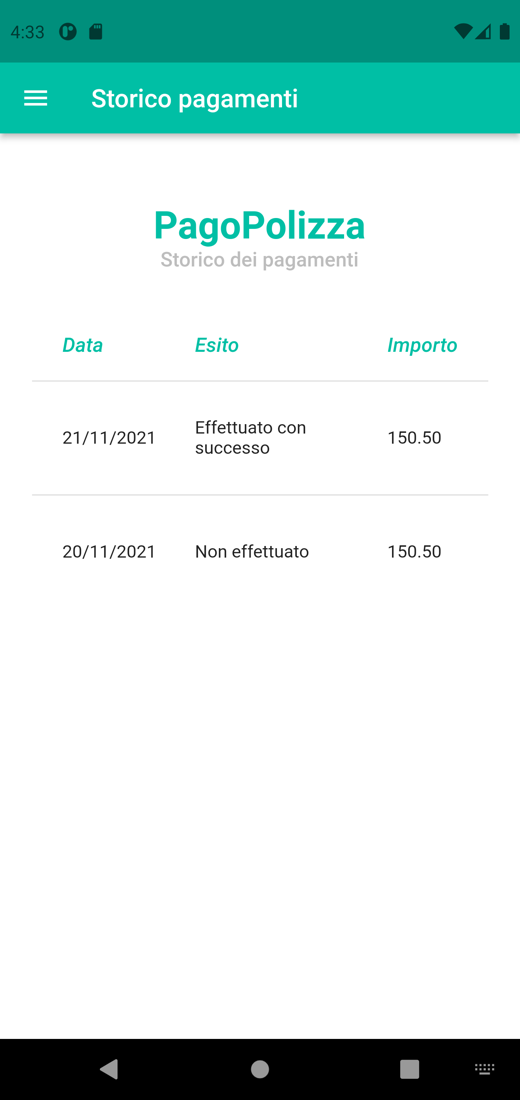 4:33
Storico pagamenti
PagoPolizza
Storico dei pagamenti
Data Esito Importo
21/11/2021 Effettuato con successo 150.50
20/11/2021 Non effettuato 150.50